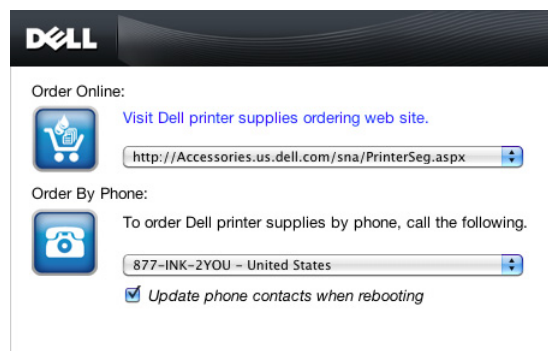 DELL
Order Online:
Visit Dell printer supplies ordering web site.
http://Accessories.us.dell.com/sna/PrinterSeg.aspx
Order By Phone:
To order Dell printer supplies by phone, call the following.
877-INK-2YOU - United States
Update phone contacts when rebooting